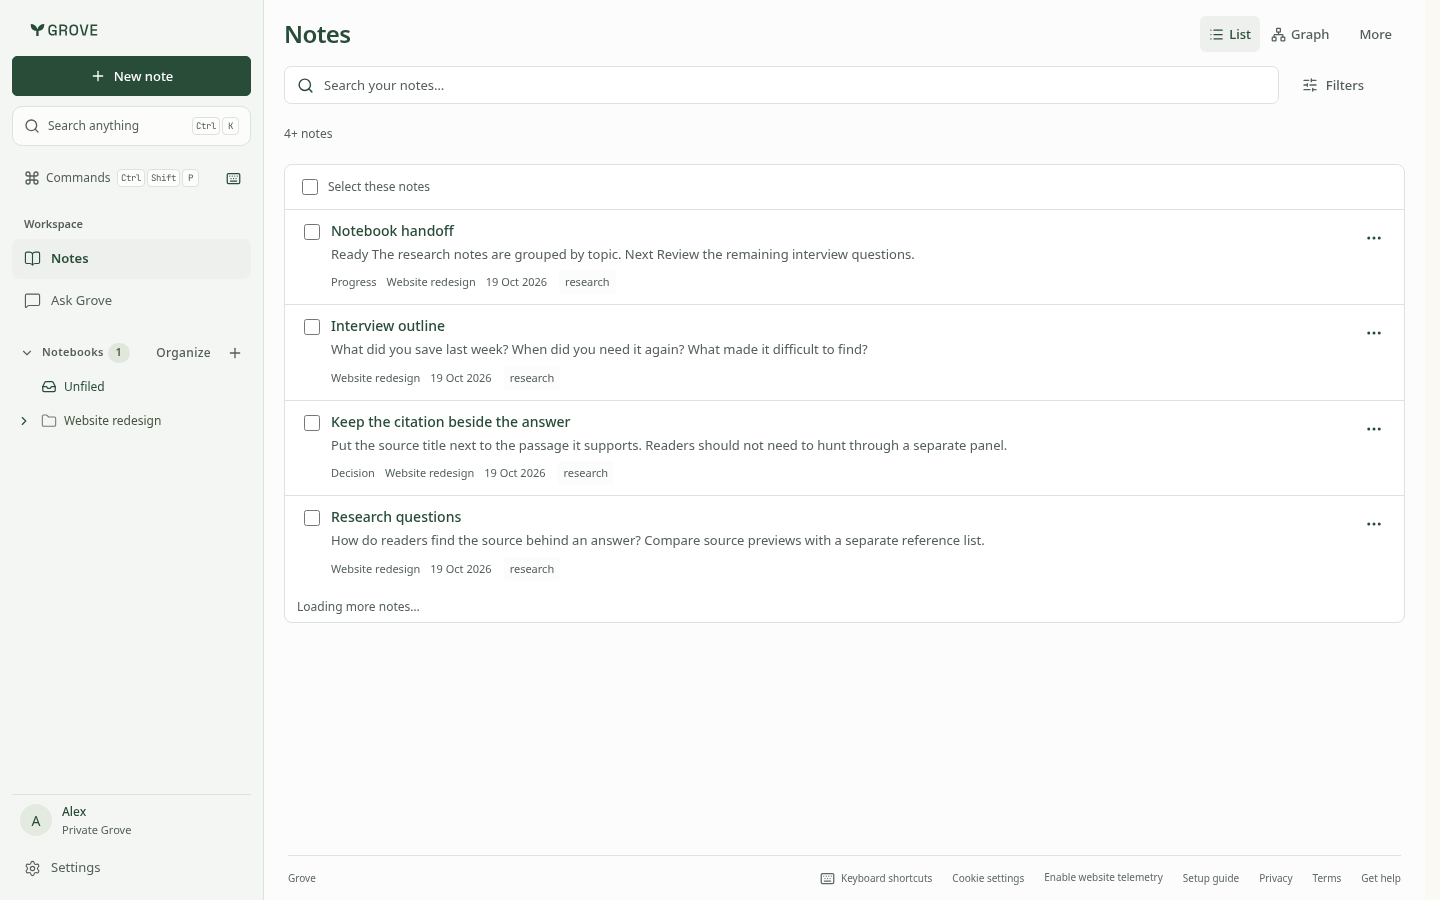 GROVE
New note
Search anything Ctrl K
Commands Ctrl Shift P
Workspace
Notes
Ask Grove
Notebooks 1 Organize
Unfiled
Website redesign
A
Alex
Private Grove
Settings
Notes
List Graph More
Search your notes...
Filters
4+ notes
Select these notes
Notebook handoff
Ready The research notes are grouped by topic. Next Review the remaining interview questions.
Progress Website redesign 19 Oct 2026 research
Interview outline
What did you save last week? When did you need it again? What made it difficult to find?
Website redesign 19 Oct 2026 research
Keep the citation beside the answer
Put the source title next to the passage it supports. Readers should not need to hunt through a separate panel.
Decision Website redesign 19 Oct 2026 research
Research questions
How do readers find the source behind an answer? Compare source previews with a separate reference list.
Website redesign 19 Oct 2026 research
Loading more notes...
Grove Keyboard shortcuts Cookie settings Enable website telemetry Setup guide Privacy Terms Get help